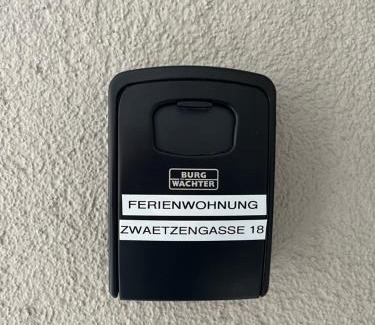 BURG
WÄCHTER
FERIENWOHNUNG
ZWAETZENGASSE 18